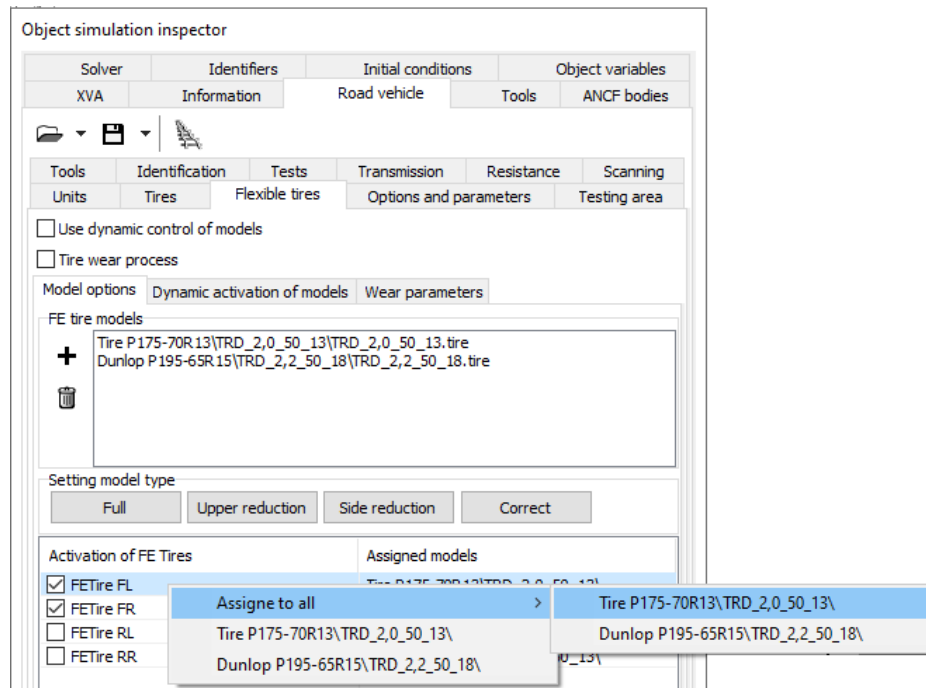 Object simulation inspector
Solver Identifiers Initial conditions Object variables
XVA Information Road vehicle Tools ANCF bodies
Tools Identification Tests Transmission Resistance Scanning
Units Tires Flexible tires Options and parameters Testing area
Use dynamic control of models
Tire wear process
Model options Dynamic activation of models Wear parameters
FE tire models
Tire P175-70R13\TRD_2,0_50_13\TRD_2,0_50_13.tire
Dunlop P195-65R15\TRD_2,2_50_18\TRD_2,2_50_18.tire
Setting model type
Full Upper reduction Side reduction Correct
Activation of FE Tires Assigned models
FETire FL Tire P175-70R13\TRD_2,0_50_13\
FETire FR Assigne to all > Tire P175-70R13\TRD_2,0_50_13\
FETire RL Tire P175-70R13\TRD_2,0_50_13\ Dunlop P195-65R15\TRD_2,2_50_18\
FETire RR Dunlop P195-65R15\TRD_2,2_50_18\